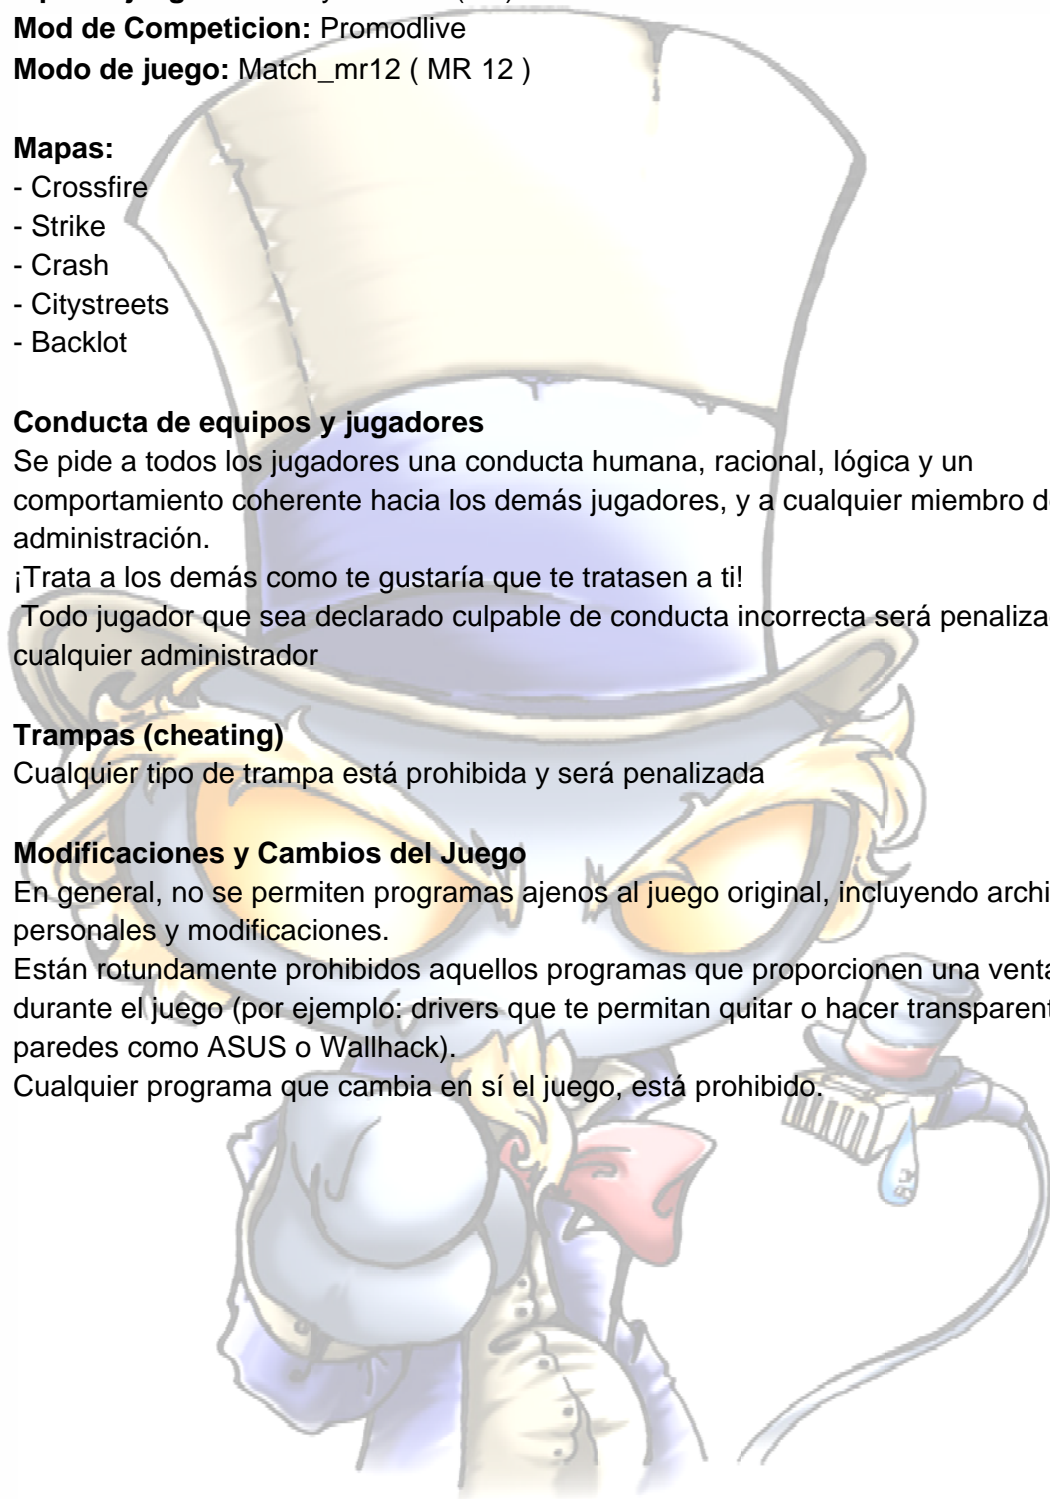 Mod de Competicion: Promodlive
Modo de juego: Match_mr12 ( MR 12 )
Mapas:
- Crossfire
- Strike
- Crash
- Citystreets
- Backlot
Conducta de equipos y jugadores
Se pide a todos los jugadores una conducta humana, racional, lógica y un
comportamiento coherente hacia los demás jugadores, y a cualquier miembro
administración.
¡Trata a los demás como te gustaría que te tratasen a ti!
Todo jugador que sea declarado culpable de conducta incorrecta será penaliza
cualquier administrador
Trampas (cheating)
Cualquier tipo de trampa está prohibida y será penalizada
Modificaciones y Cambios del Juego
En general, no se permiten programas ajenos al juego original, incluyendo archi
personales y modificaciones.
Están rotundamente prohibidos aquellos programas que proporcionen una venta
durante el juego (por ejemplo: drivers que te permitan quitar o hacer transparent
paredes como ASUS o Wallhack).
Cualquier programa que cambia en sí el juego, está prohibido.